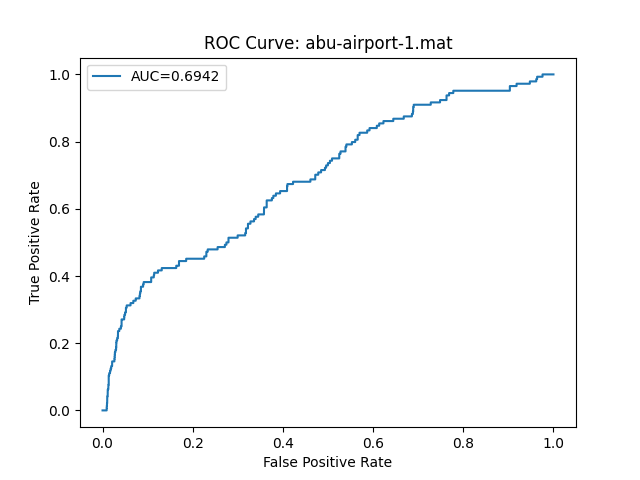 ROC Curve: abu-airport-1.mat
AUC=0.6942
True Positive Rate
1.0
0.8
0.6
0.4
0.2
0.0
0.0 0.2 0.4 0.6 0.8 1.0
False Positive Rate